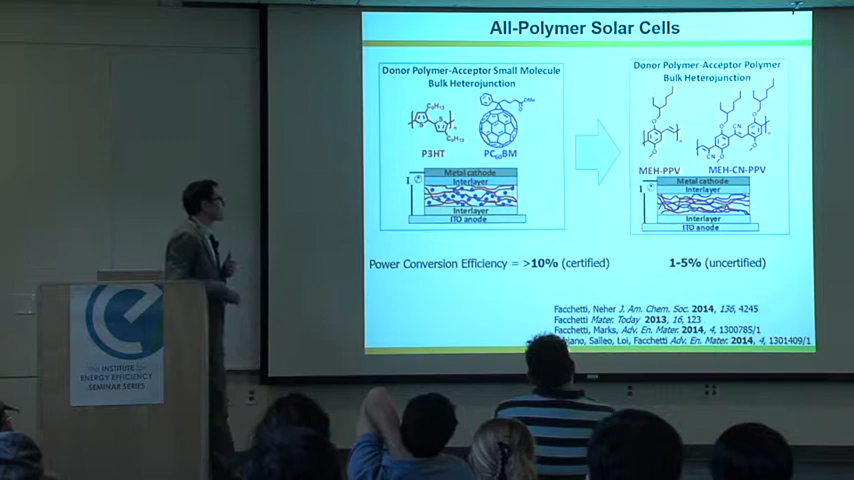 All-Polymer Solar Cells
Donor Polymer-Acceptor Small Molecule
Bulk Heterojunction
P3HT
PC60BM
Metal cathode
Interlayer
Interlayer
ITO anode
Donor Polymer-Acceptor Polymer
Bulk Heterojunction
MEH-PPV
MEH-CN-PPV
Metal cathode
Interlayer
Interlayer
ITO anode
Power Conversion Efficiency = >10% (certified)
1-5% (uncertified)
Facchetti, Neher J. Am. Chem. Soc. 2014, 136, 4245
Facchetti Mater. Today 2013, 16, 123
Facchetti, Marks, Adv. En. Mater. 2014, 4, 1300785/1
Salleo, Loi, Facchetti Adv. En. Mater. 2014, 4, 1301409/1
INSTITUTE for
ENERGY EFFICIENCY
SEMINAR SERIES